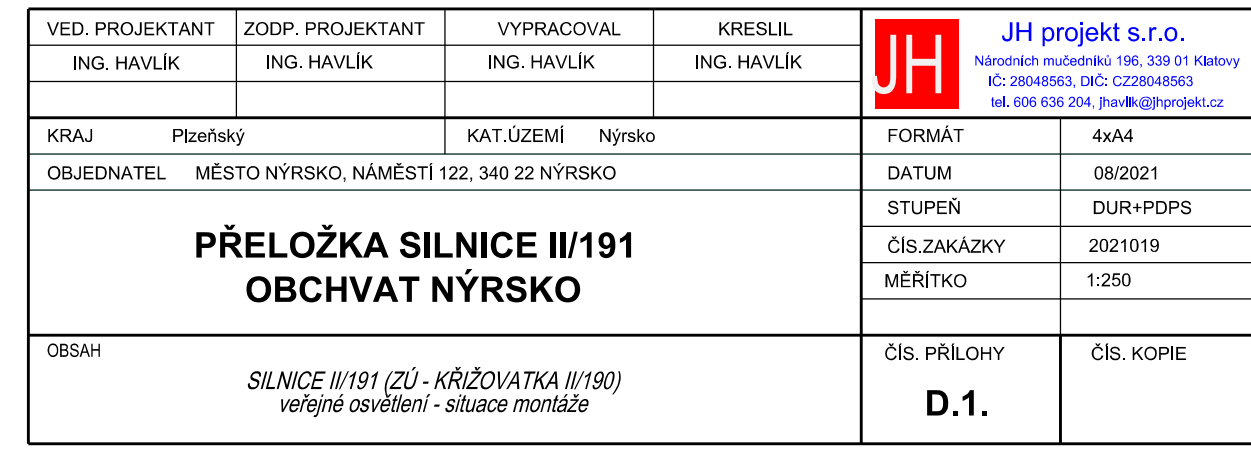 VED. PROJEKTANT ZODP. PROJEKTANT VYPRACOVAL KRESLIL
ING. HAVLÍK ING. HAVLÍK ING. HAVLÍK ING. HAVLÍK
JH
JH projekt s.r.o.
Národních mučedníků 196, 339 01 Klatovy
IČ: 28048563, DIČ: CZ28048563
tel. 606 636 204, jhavlik@jhprojekt.cz
KRAJ Plzeňský KAT.ÚZEMÍ Nýrsko
OBJEDNATEL MĚSTO NÝRSKO, NÁMĚSTÍ 122, 340 22 NÝRSKO
PŘELOŽKA SILNICE II/191
OBCHVAT NÝRSKO
FORMÁT 4xA4
DATUM 08/2021
STUPEŇ DUR+PDPS
ČÍS.ZAKÁZKY 2021019
MĚŘÍTKO 1:250
OBSAH
SILNICE II/191 (ZÚ - KŘIŽOVATKA II/190)
veřejné osvětlení - situace montáže
ČÍS. PŘÍLOHY ČÍS. KOPIE
D.1.